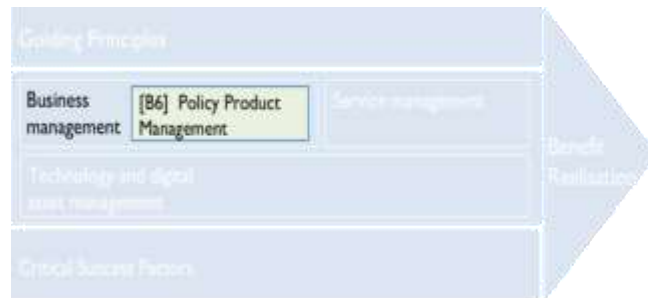 Guiding Principles
Business
management
[B6] Policy Product
Management
Service management
Technology and digital
asset management
Benefit
Realisation
Critical Success Factors